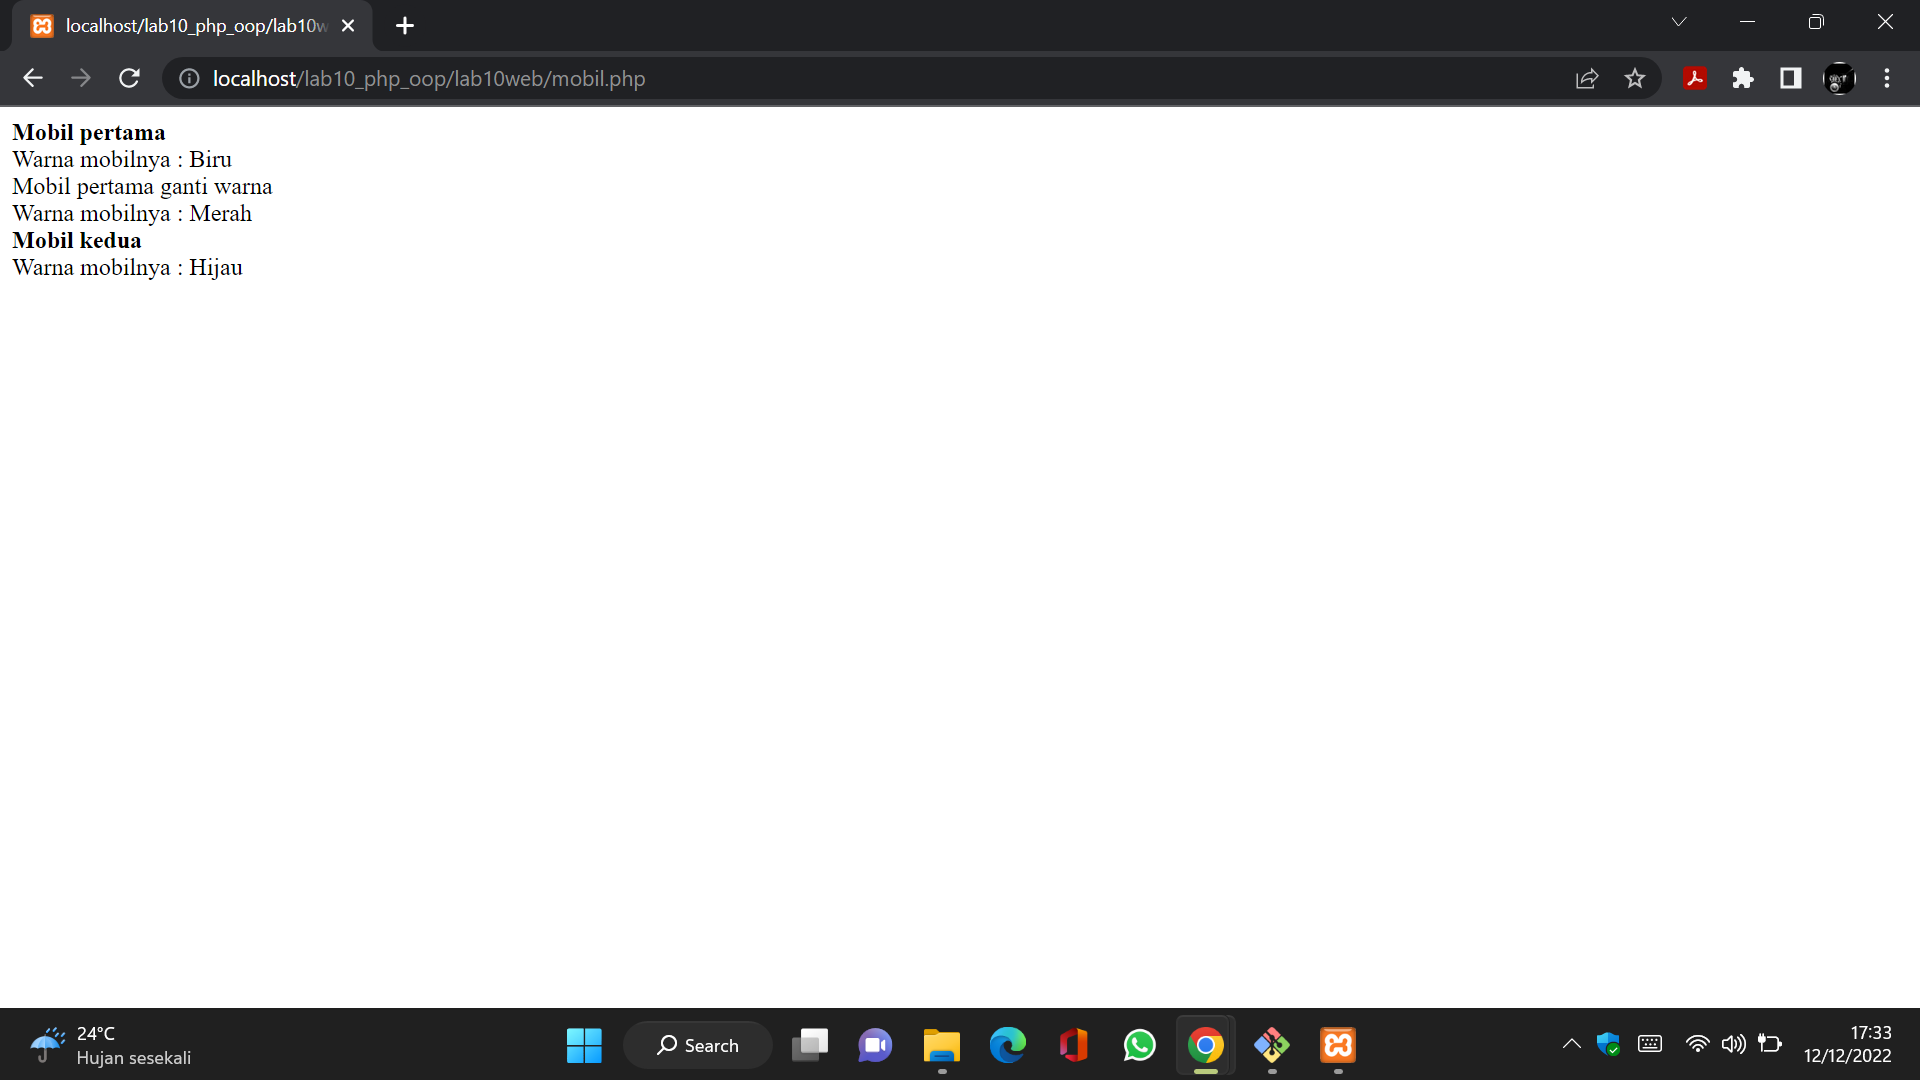 localhost/lab10_php_oop/lab10w
localhost/lab10_php_oop/lab10web/mobil.php
Mobil pertama
Warna mobilnya : Biru
Mobil pertama ganti warna
Warna mobilnya : Merah
Mobil kedua
Warna mobilnya : Hijau
24°C
Hujan sesekali
Search
17:33
12/12/2022